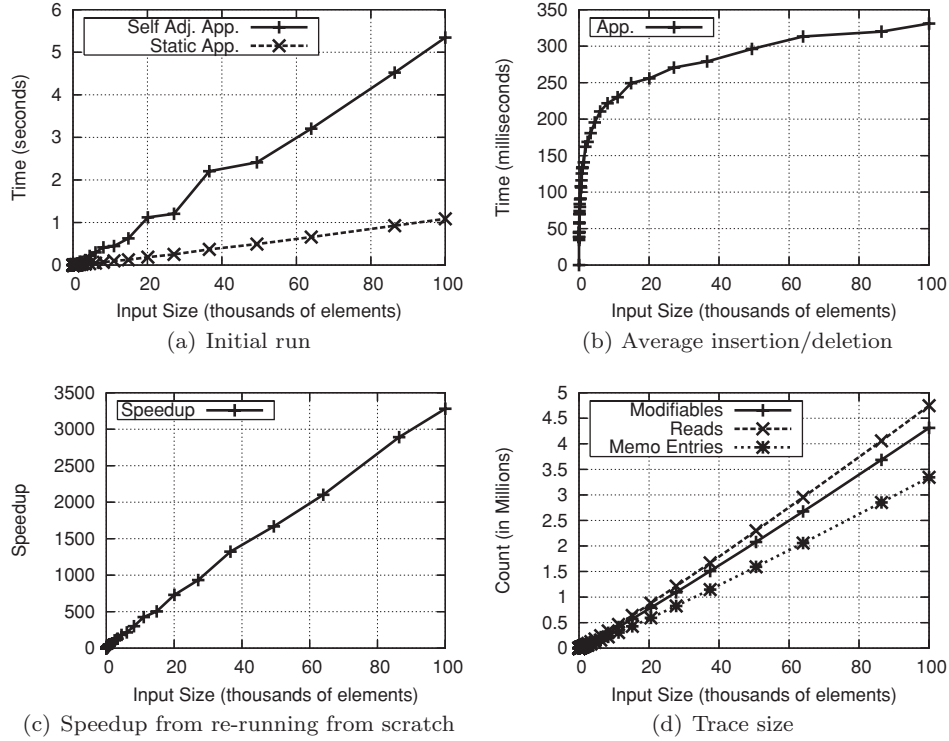 Time (seconds)
6
5
4
3
2
1
0
Self Adj. App.
Static App.
0 20 40 60 80 100
Input Size (thousands of elements)
(a) Initial run
Time (milliseconds)
350
300
250
200
150
100
50
0
App.
0 10 20 30 40 50 60 70 80 90 100
Input Size (thousands of elements)
(b) Average insertion/deletion
Speedup
3500
3000
2500
2000
1500
1000
500
0
Speedup
0 20 40 60 80 100
Input Size (thousands of elements)
(c) Speedup from re-running from scratch
Count (in Millions)
5
4.5
4
3.5
3
2.5
2
1.5
1
0.5
0
Modifiables
Reads
Memo Entries
0 20 40 60 80 100
Input Size (thousands of elements)
(d) Trace size